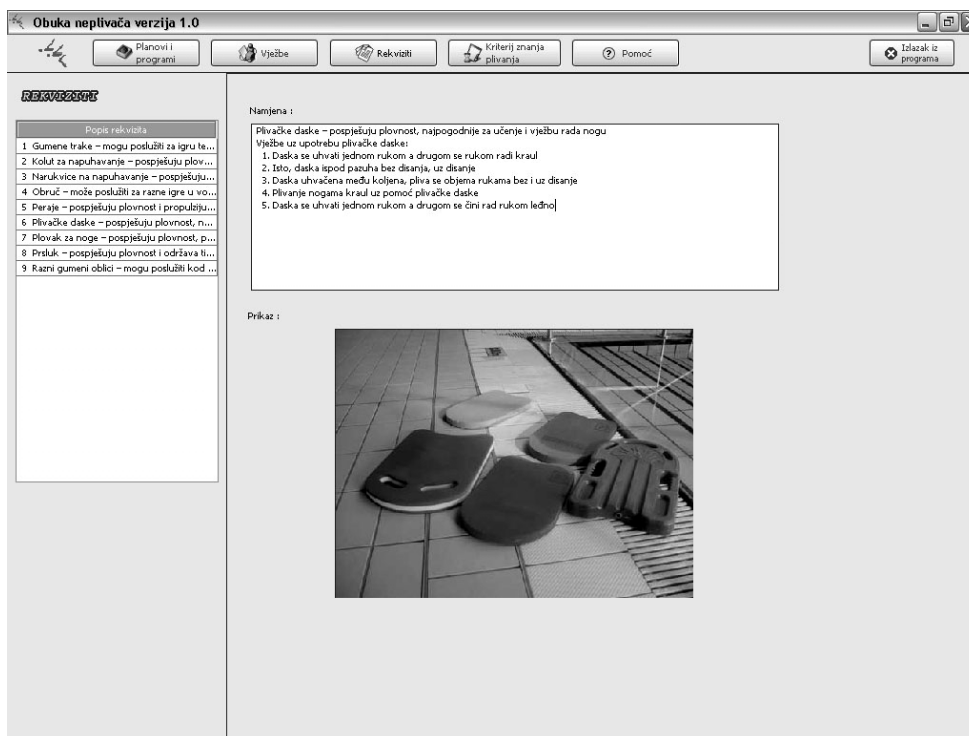 Obuka neplivača verzija 1.0
Planovi i
programi
Vježbe
Rekviziti
Kriterij znanja
plivanja
Pomoć
Izlazak iz
programa
REKVIZITI
Popis rekvizita
1 Gumene trake – mogu poslužiti za igru te...
2 Kolut za napuhavanje – pospješuju plov...
3 Narukvice na napuhavanje – pospješuju...
4 Obruč – može poslužiti za razne igre u vo...
5 Peraje – pospješuju plovnost i propulziju...
6 Plivačke daske – pospješuju plovnost, n...
7 Plovak za noge – pospješuju plovnost, p...
8 Prsluk – pospješuju plovnost i održava ti...
9 Razni gumeni oblici – mogu poslužiti kod ...
Namjena :
Plivačke daske – pospješuju plovnost, najpogodnije za učenje i vježbu rada nogu
Vježbe uz upotrebu plivačke daske:
1. Daska se uhvati jednom rukom a drugom se rukom radi kraul
2. Isto, daska ispod pazuha bez disanja, uz disanje
3. Daska uhvaćena među koljena, pliva se objema rukama bez i uz disanje
4. Plivanje nogama kraul uz pomoć plivačke daske
5. Daska se uhvati jednom rukom a drugom se čini rad rukom leđno
Prikaz :